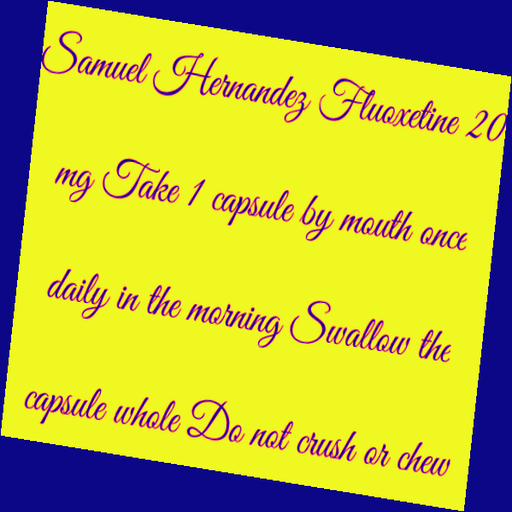 Samuel Hernandez Fluoxetine 20
mg Take 1 capsule by mouth once
daily in the morning Swallow the
capsule whole Do not crush or chew